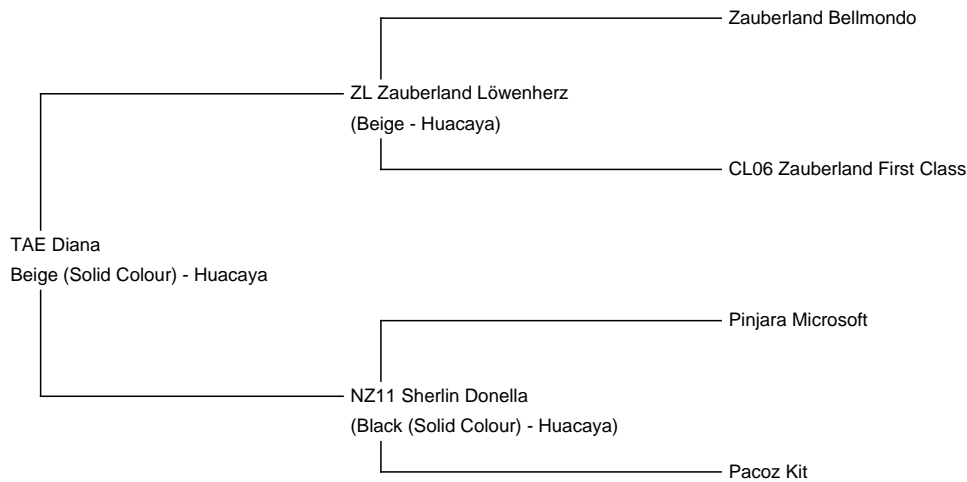 Zauberland Bellmondo
ZL Zauberland Löwenherz
(Beige - Huacaya)
CL06 Zauberland First Class
TAE Diana
Beige (Solid Colour) - Huacaya
Pinjara Microsoft
NZ11 Sherlin Donella
(Black (Solid Colour) - Huacaya)
Pacoz Kit